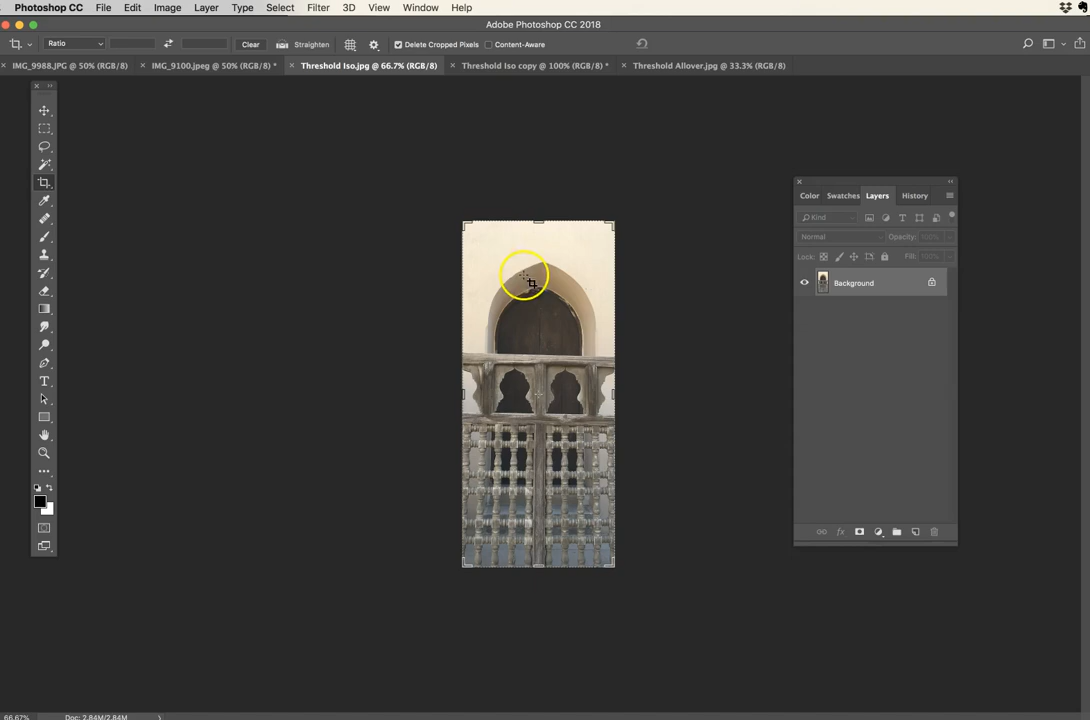 Photoshop CC File Edit Image Layer Type Select Filter 3D View Window Help
Adobe Photoshop CC 2018
Ratio Clear Straighten Delete Cropped Pixels Content-Aware
IMG_9988.JPG @ 50% (RGB/8) IMG_9100.jpeg @ 50% (RGB/8) * Threshold Iso.jpg @ 66.7% (RGB/8) Threshold Iso copy @ 100% (RGB/8) * Threshold Allover.jpg @ 33.3% (RGB/8)
Color Swatches Layers History
Kind
Normal Opacity: 100%
Lock: Fill: 100%
Background
66.67% Doc: 2.84M/2.84M